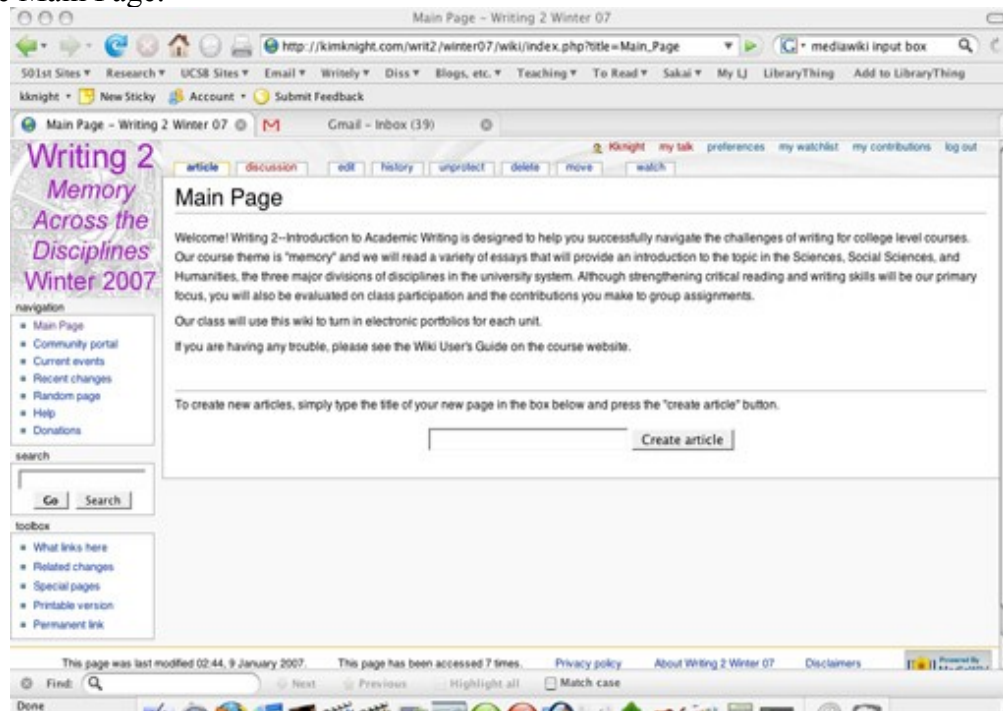 e Main Page.
Main Page – Writing 2 Winter 07
http://kimknight.com/writ2/winter07/wiki/index.php?title=Main_Page
mediawiki input box
501st Sites Research UCSB Sites Email Writely Diss Blogs, etc. Teaching To Read Sakai My LJ LibraryThing Add to LibraryThing
kknight New Sticky Account Submit Feedback
Main Page – Writing 2 Winter 07 Gmail – Inbox (39)
Kknight my talk preferences my watchlist my contributions log out
article discussion edit history unprotect delete move watch
Writing 2
Memory
Across the
Disciplines
Winter 2007
Main Page
Welcome! Writing 2--Introduction to Academic Writing is designed to help you successfully navigate the challenges of writing for college level courses.
Our course theme is "memory" and we will read a variety of essays that will provide an introduction to the topic in the Sciences, Social Sciences, and
Humanities, the three major divisions of disciplines in the university system. Although strengthening critical reading and writing skills will be our primary
focus, you will also be evaluated on class participation and the contributions you make to group assignments.
Our class will use this wiki to turn in electronic portfolios for each unit.
If you are having any trouble, please see the Wiki User's Guide on the course website.
To create new articles, simply type the title of your new page in the box below and press the "create article" button.
Create article
navigation
Main Page
Community portal
Current events
Recent changes
Random page
Help
Donations
search
Go Search
toolbox
What links here
Related changes
Special pages
Printable version
Permanent link
This page was last modified 02:44, 9 January 2007. This page has been accessed 7 times. Privacy policy About Writing 2 Winter 07 Disclaimers Powered By
Find: Next Previous Highlight all Match case
Done